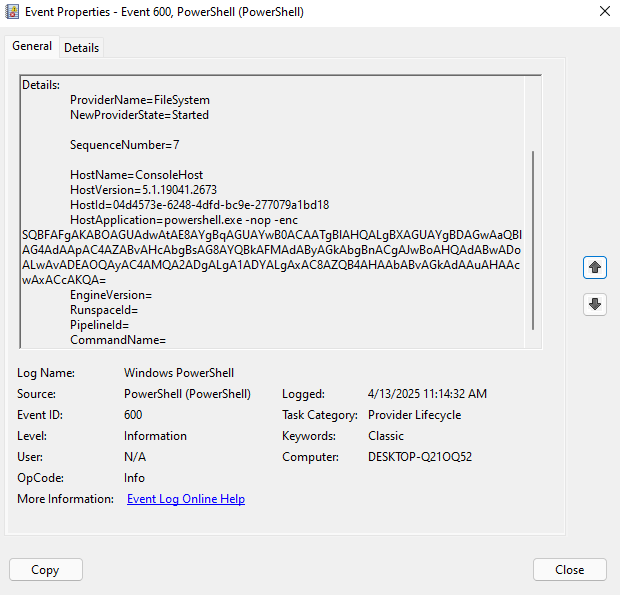 Event Properties - Event 600, PowerShell (PowerShell)
General
Details
Details:
ProviderName=FileSystem
NewProviderState=Started
SequenceNumber=7
HostName=ConsoleHost
HostVersion=5.1.19041.2673
HostId=04d4573e-6248-4dfd-bc9e-277079a1bd18
HostApplication=powershell.exe -nop -enc
SQBFAFgAKABOAGUAdwAtAE8AYgBqAGUAYwB0ACAATgBlAHQALgBXAGUAYgBDAGwAaQBl
AG4AdAApAC4AZABvAHcAbgBsAG8AYQBkAFMAdAByAGkAbgBnACgAJwBoAHQAdABwADo
ALwAvADEAOQAyAC4AMQA2ADgALgA1ADYALgAxAC8AZQB4AHAAbABvAGkAdAAuAHAAc
wAxACcAKQA=
EngineVersion=
RunspaceId=
PipelineId=
CommandName=
Log Name: Windows PowerShell
Source: PowerShell (PowerShell) Logged: 4/13/2025 11:14:32 AM
Event ID: 600 Task Category: Provider Lifecycle
Level: Information Keywords: Classic
User: N/A Computer: DESKTOP-Q21OQ52
OpCode: Info
More Information: Event Log Online Help
Copy
Close